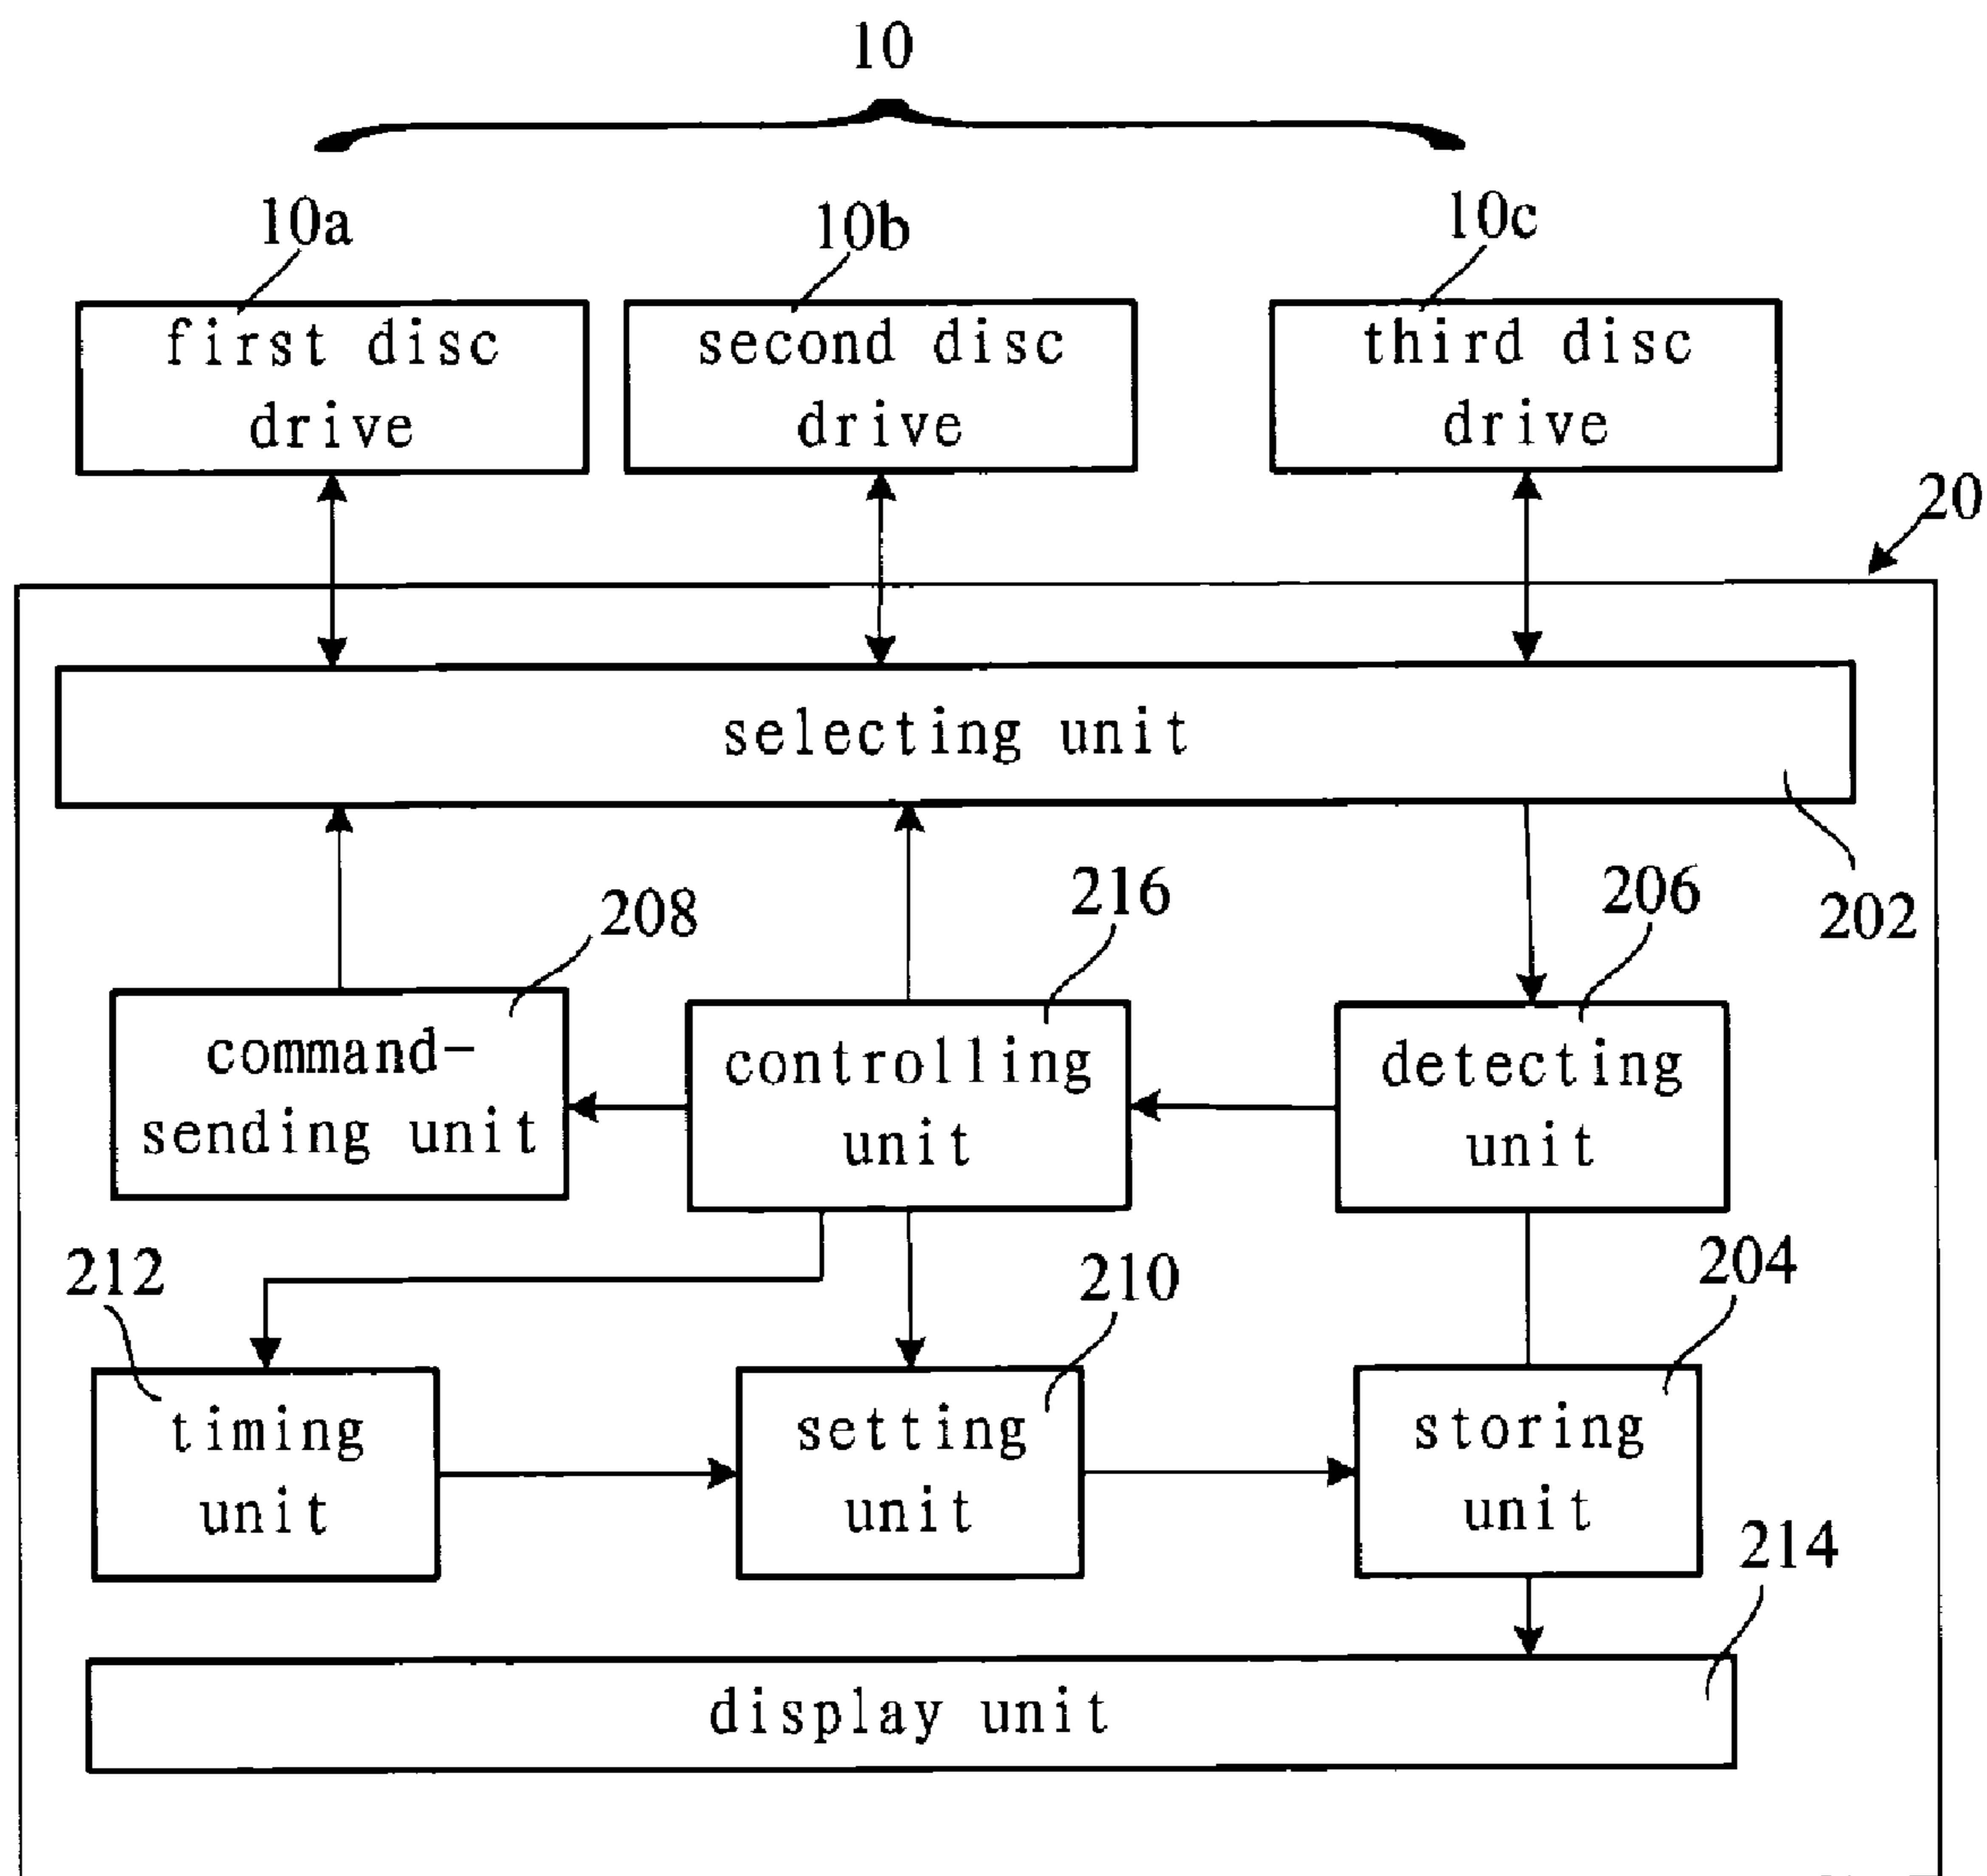 10
10a
10b
10c
first disc
drive
second disc
drive
third disc
drive
20
selecting unit
202
208
216
206
command-
sending unit
controlling
unit
detecting
unit
212
210
204
timing
unit
setting
unit
storing
unit
214
display unit